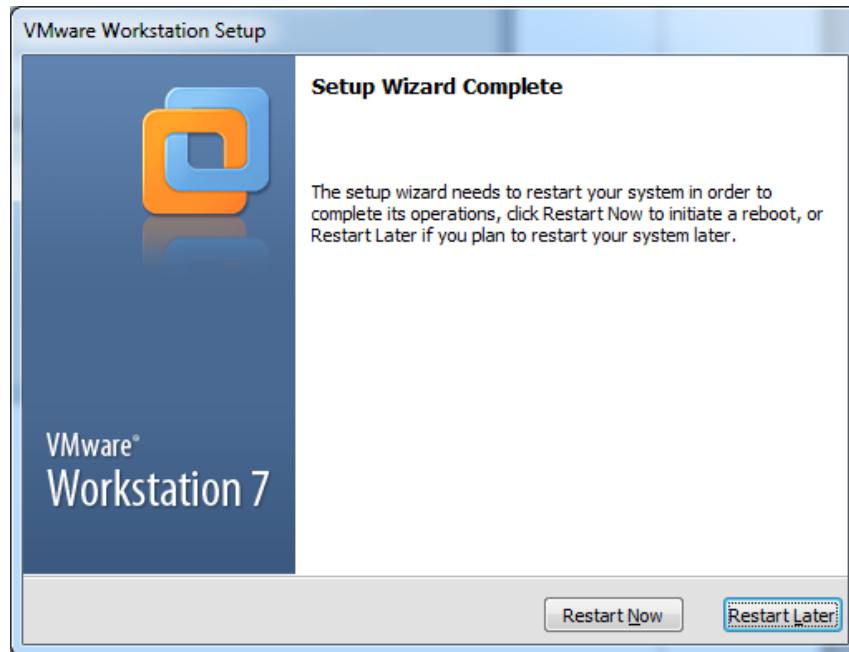 VMware Workstation Setup
Setup Wizard Complete
The setup wizard needs to restart your system in order to
complete its operations, click Restart Now to initiate a reboot, or
Restart Later if you plan to restart your system later.
VMware®
Workstation 7
Restart Now
Restart Later